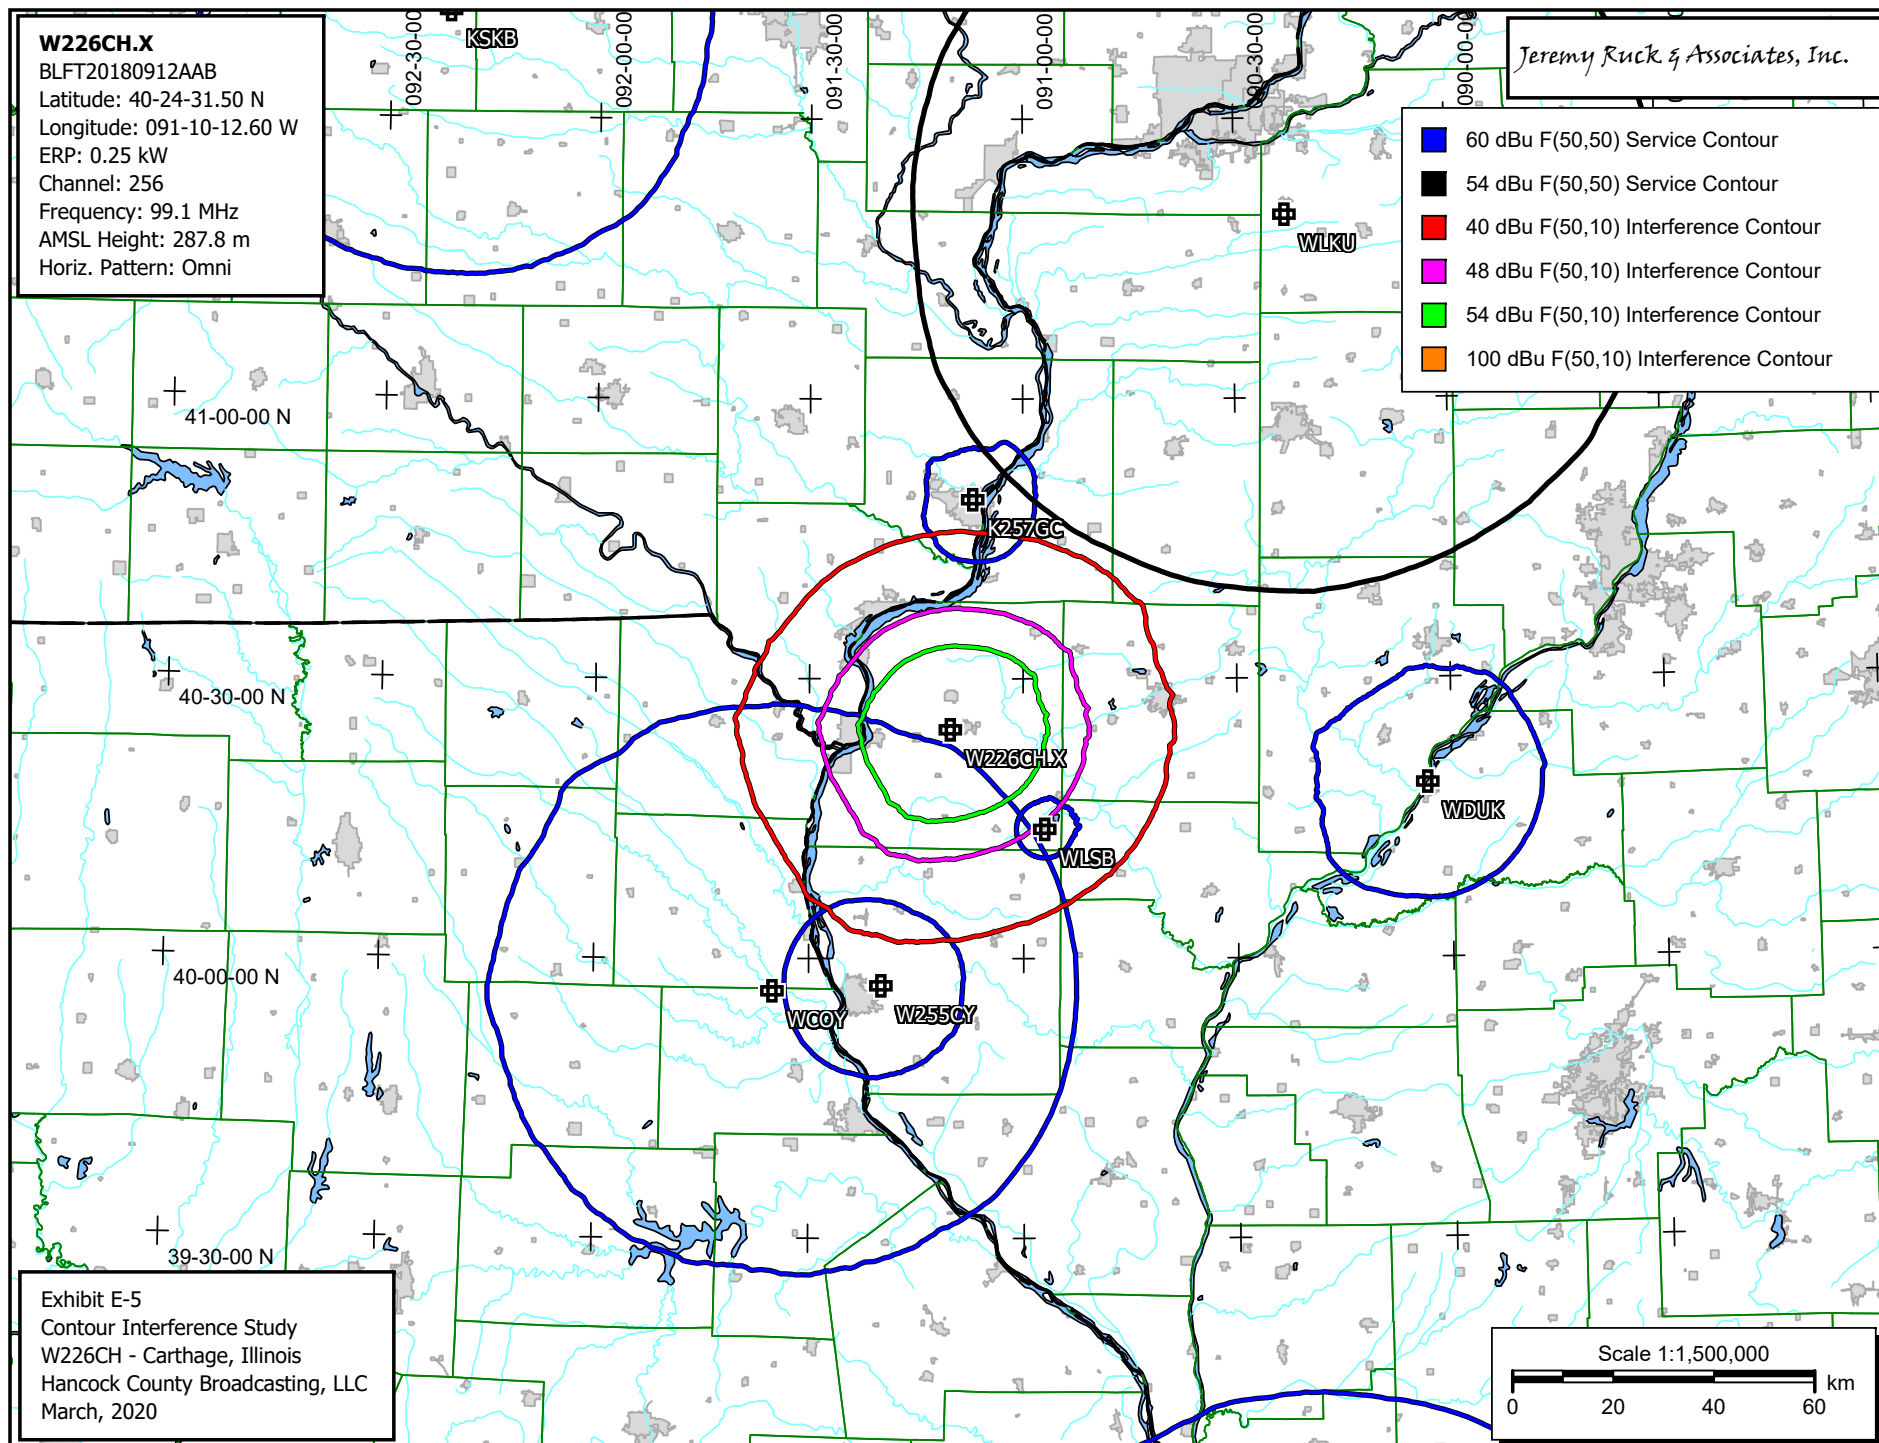 W226CH.X
BLFT20180912AAB
Latitude: 40-24-31.50 N
Longitude: 091-10-12.60 W
ERP: 0.25 kW
Channel: 256
Frequency: 99.1 MHz
AMSL Height: 287.8 m
Horiz. Pattern: Omni
KSKB
092-30-00
092-00-00
091-30-00
091-00-00
090-30-00
090-00-00
Jeremy Ruck & Associates, Inc.
60 dBu F(50,50) Service Contour
54 dBu F(50,50) Service Contour
40 dBu F(50,10) Interference Contour
48 dBu F(50,10) Interference Contour
54 dBu F(50,10) Interference Contour
100 dBu F(50,10) Interference Contour
WLKU
41-00-00 N
K257GC
40-30-00 N
W226CH.X
WDUK
WLSB
40-00-00 N
WCOY
W255CY
39-30-00 N
Exhibit E-5
Contour Interference Study
W226CH - Carthage, Illinois
Hancock County Broadcasting, LLC
March, 2020
Scale 1:1,500,000
km
0 20 40 60